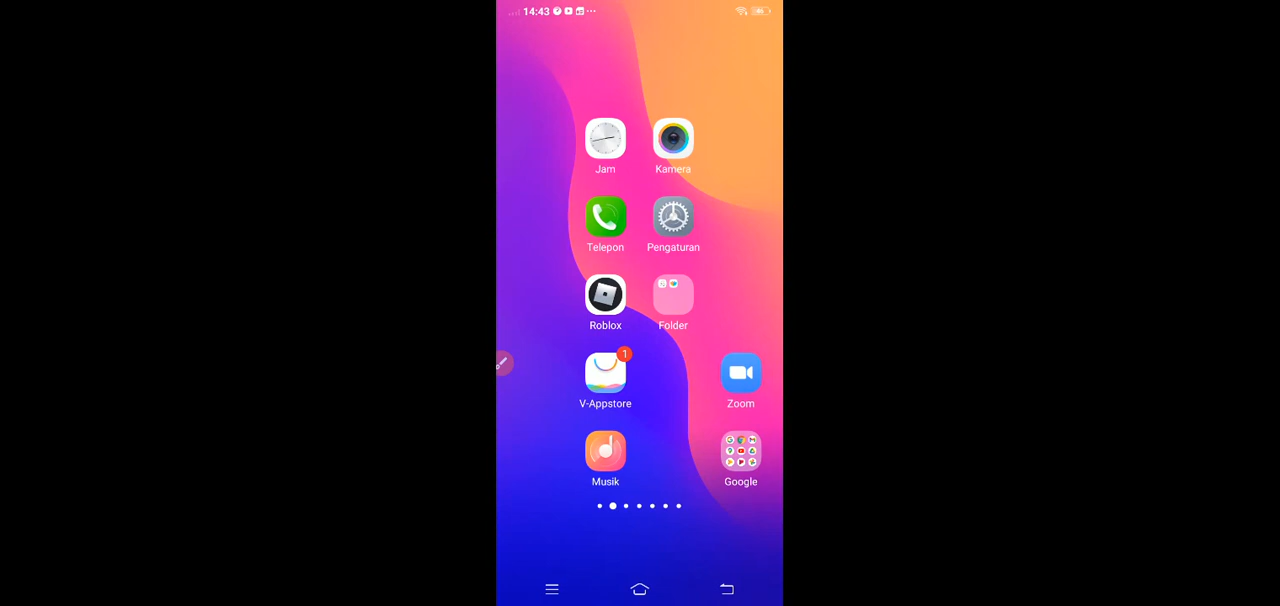 14:43
Jam Kamera
Telepon Pengaturan
Roblox Folder
1
V-Appstore Zoom
Musik Google